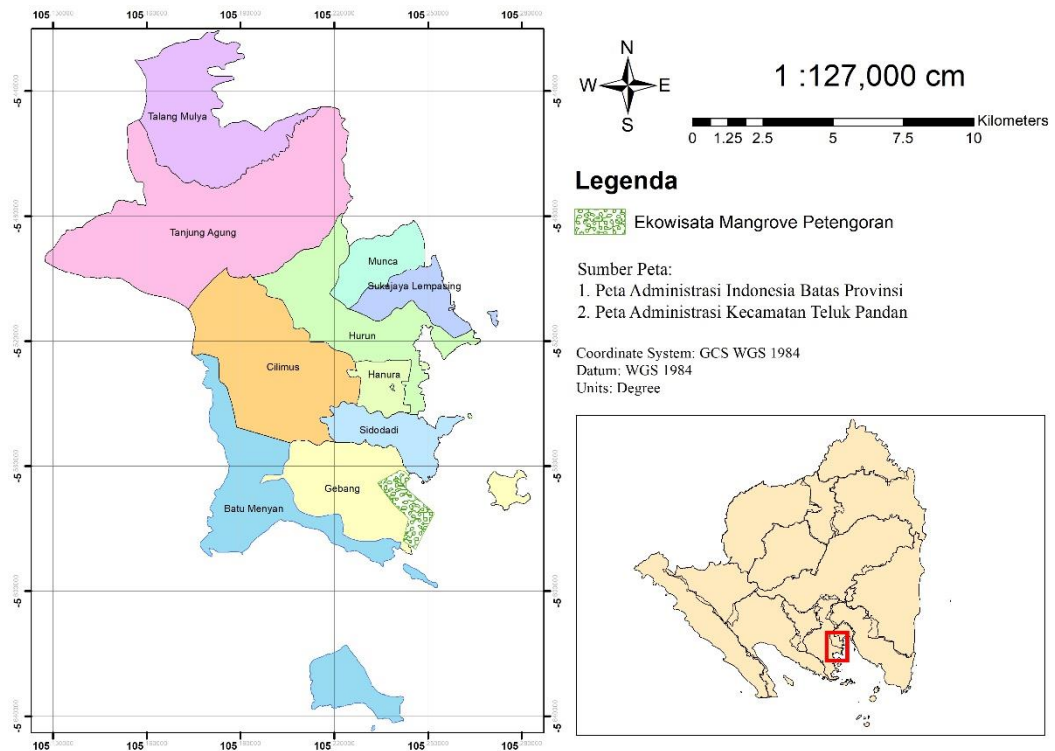 105 105 105 105 105 105
Talang Mulya
Tanjung Agung
Munca
Sukajaya Lempasing
Hurun
Cilimus
Hanura
Sidodadi
Gebang
Batu Menyan
105 105 105 105 105 105
N
W E
S
1 :127,000 cm
Kilometers
0 1.25 2.5 5 7.5 10
Legenda
Ekowisata Mangrove Petengoran
Sumber Peta:
1. Peta Administrasi Indonesia Batas Provinsi
2. Peta Administrasi Kecamatan Teluk Pandan
Coordinate System: GCS WGS 1984
Datum: WGS 1984
Units: Degree